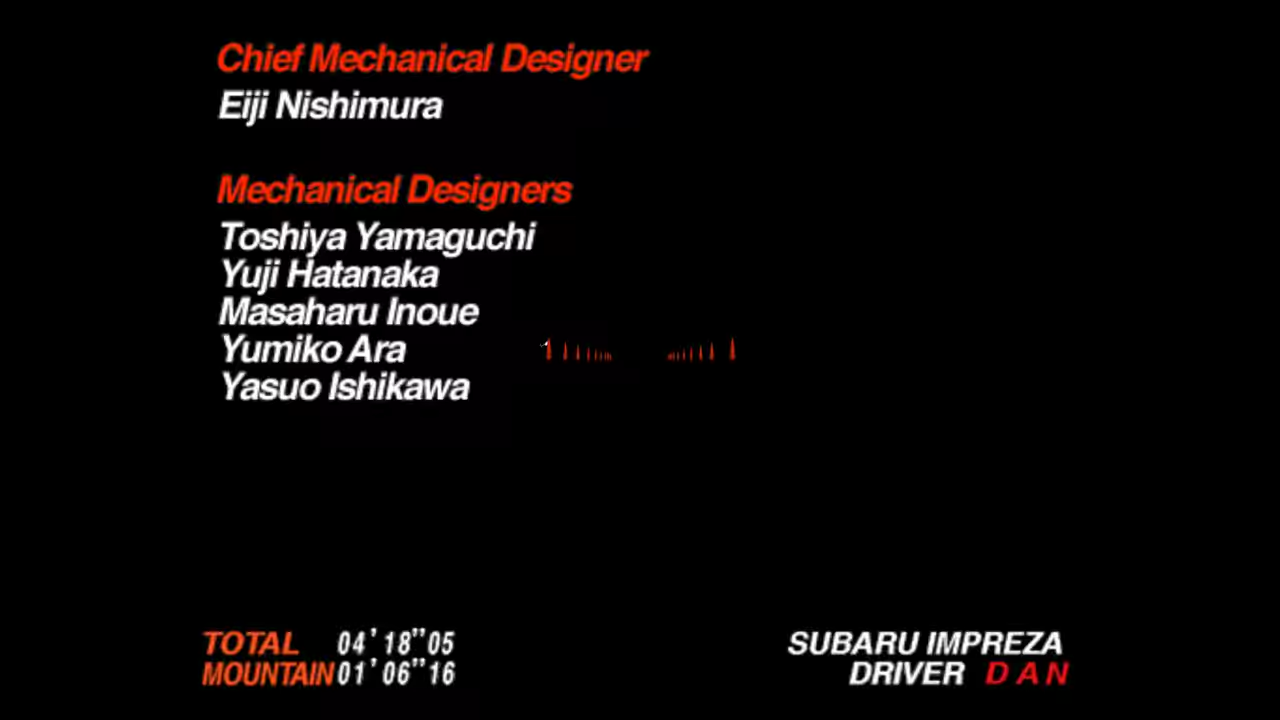 Chief Mechanical Designer
Eiji Nishimura
Mechanical Designers
Toshiya Yamaguchi
Yuji Hatanaka
Masaharu Inoue
Yumiko Ara
Yasuo Ishikawa
TOTAL 04'18"05
MOUNTAIN 01'06"16
SUBARU IMPREZA
DRIVER DAN